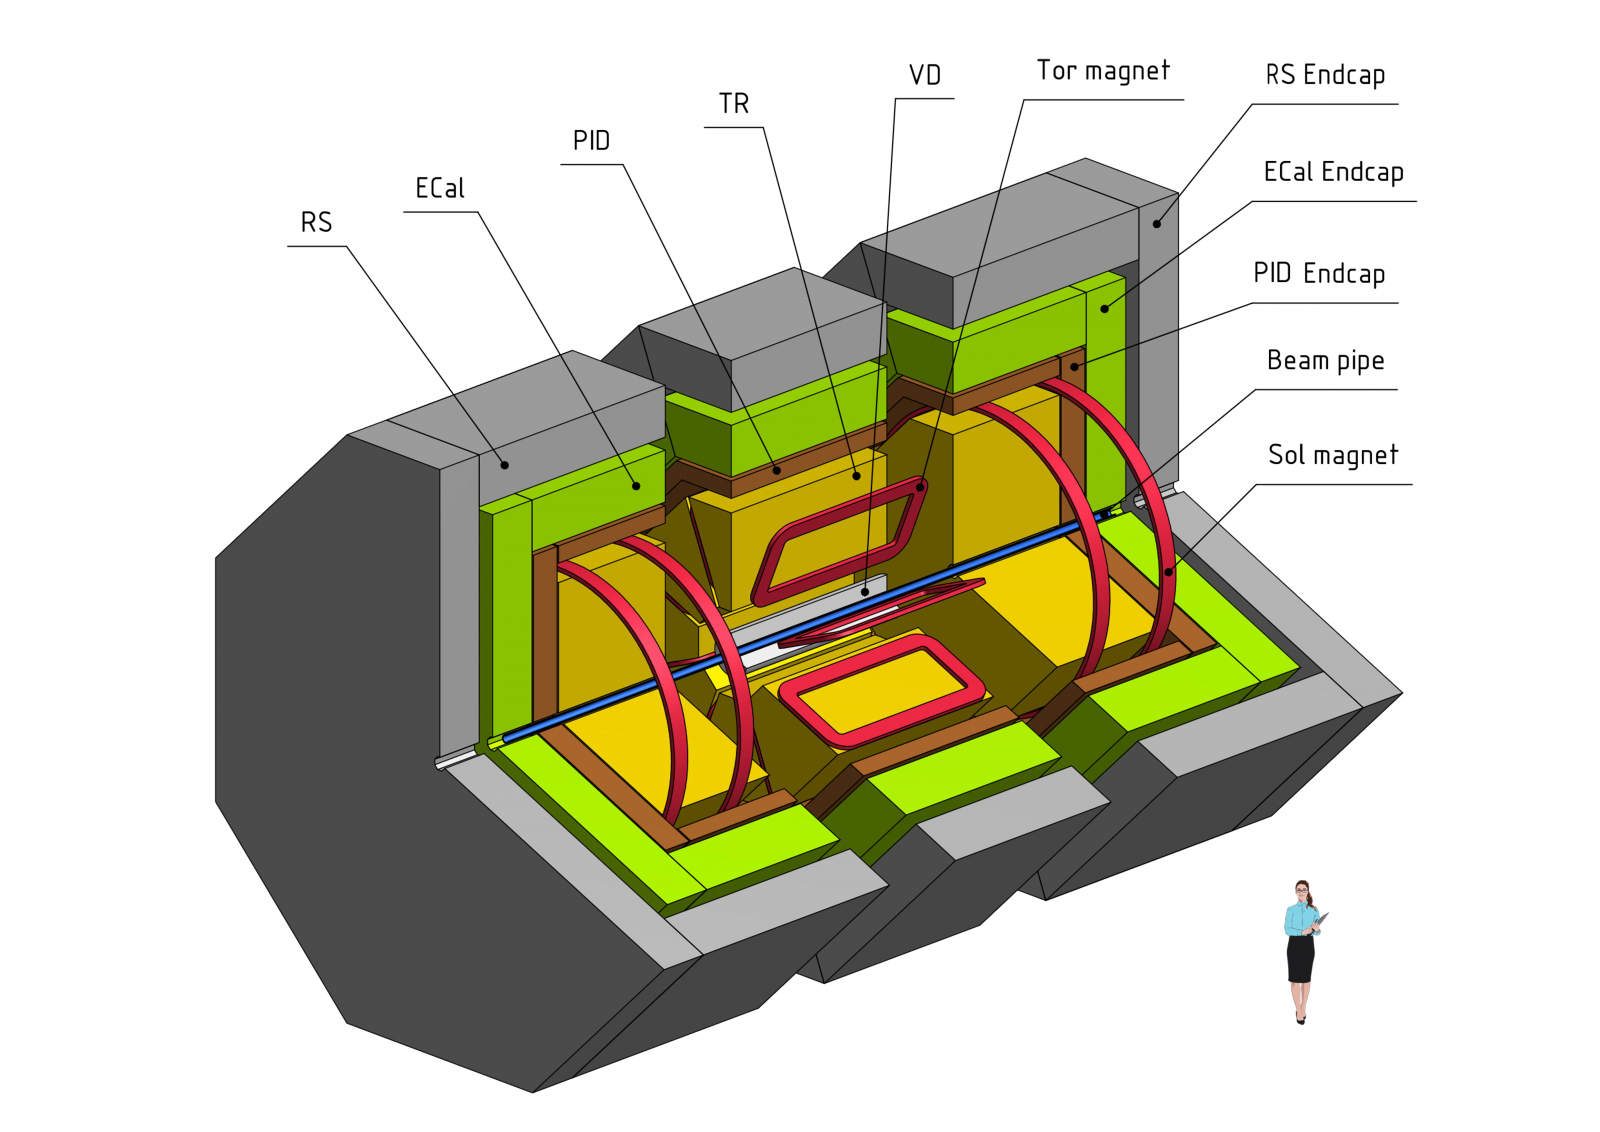 RS
ECal
PID
TR
VD
Tor magnet
RS Endcap
ECal Endcap
PID Endcap
Beam pipe
Sol magnet